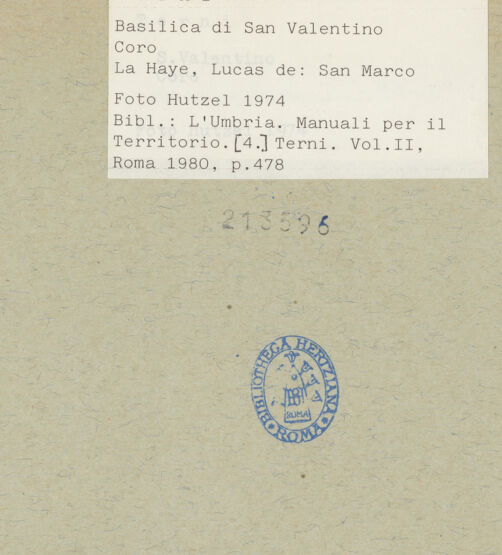 Basilica di San Valentino
Coro
La Haye, Lucas de: San Marco
Foto Hutzel 1974
Bibl.: L'Umbria. Manuali per il
Territorio.[4.] Terni. Vol.II,
Roma 1980, p.478
213596
BIBLIOTHECA HERTZIANA
ROMA
ROMA